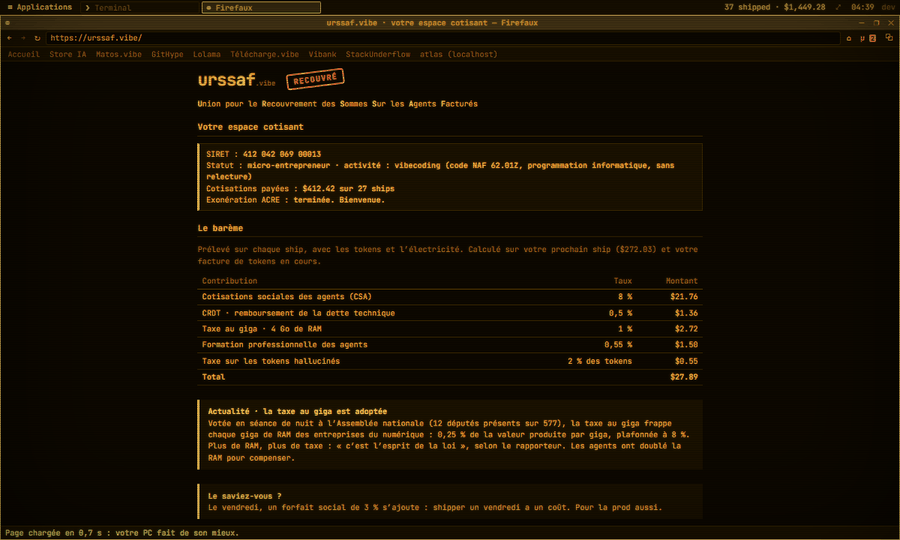 Applications
Terminal
Firefaux
37 shipped · $1,449.28
04:39
dev
urssaf.vibe · votre espace cotisant — Firefaux
https://urssaf.vibe/
Accueil Store IA Matos.vibe GitHype Lolama Télécharge.vibe Vibank StackUnderflow atlas (localhost)
urssaf.vibe
RECOUVRÉ
Union pour le Recouvrement des Sommes Sur les Agents Facturés
Votre espace cotisant
SIRET : 412 042 069 00013
Statut : micro-entrepreneur · activité : vibecoding (code NAF 62.01Z, programmation informatique, sans
relecture)
Cotisations payées : $412.42 sur 27 ships
Exonération ACRE : terminée. Bienvenue.
Le barème
Prélevé sur chaque ship, avec les tokens et l’électricité. Calculé sur votre prochain ship ($272.03) et votre
facture de tokens en cours.
Contribution Taux Montant
Cotisations sociales des agents (CSA) 8 % $21.76
CRDT · remboursement de la dette technique 0,5 % $1.36
Taxe au giga · 4 Go de RAM 1 % $2.72
Formation professionnelle des agents 0,55 % $1.50
Taxe sur les tokens hallucinés 2 % des tokens $0.55
Total $27.89
Actualité · la taxe au giga est adoptée
Votée en séance de nuit à l’Assemblée nationale (12 députés présents sur 577), la taxe au giga frappe
chaque giga de RAM des entreprises du numérique : 0,25 % de la valeur produite par giga, plafonnée à 8 %.
Plus de RAM, plus de taxe : « c’est l’esprit de la loi », selon le rapporteur. Les agents ont doublé la
RAM pour compenser.
Le saviez-vous ?
Le vendredi, un forfait social de 3 % s’ajoute : shipper un vendredi a un coût. Pour la prod aussi.
Page chargée en 0,7 s : votre PC fait de son mieux.